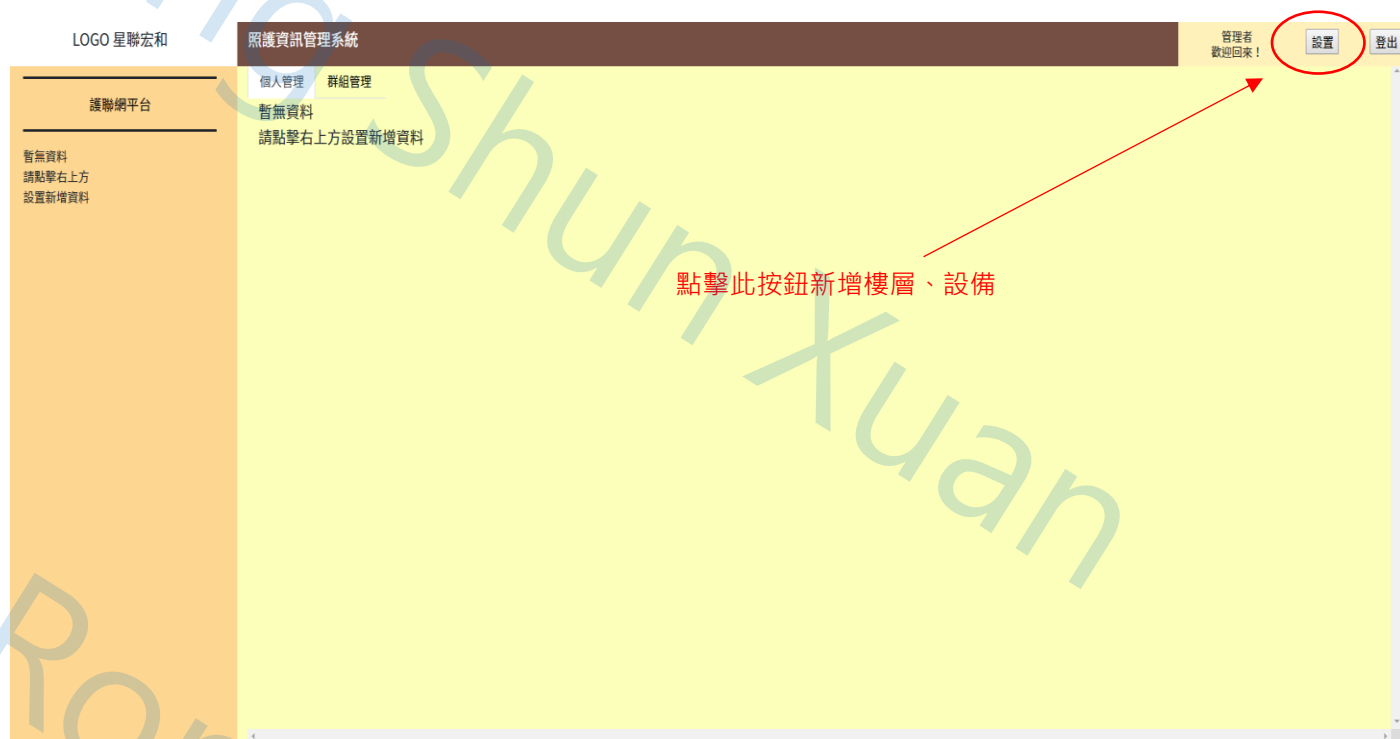 LOGO 星聯宏和
照護資訊管理系統
管理者
歡迎回來！
設置
登出
護聯網平台
個人管理
群組管理
暫無資料
請點擊右上方設置新增資料
暫無資料
請點擊右上方
設置新增資料
點擊此按鈕新增樓層、設備
ng Shun Xuan
Ron